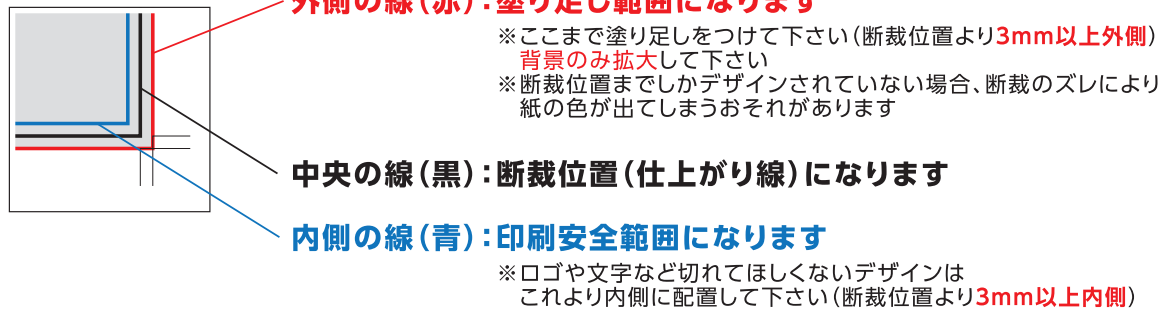 外側の線(赤):塗り足し範囲になります
※ここまで塗り足しをつけて下さい(断裁位置より3mm以上外側)
背景のみ拡大して下さい
※断裁位置までしかデザインされていない場合、断裁のズレにより
紙の色が出てしまうおそれがあります
中央の線(黒):断裁位置(仕上がり線)になります
内側の線(青):印刷安全範囲になります
※ロゴや文字など切れてほしくないデザインは
これより内側に配置して下さい(断裁位置より3mm以上内側)